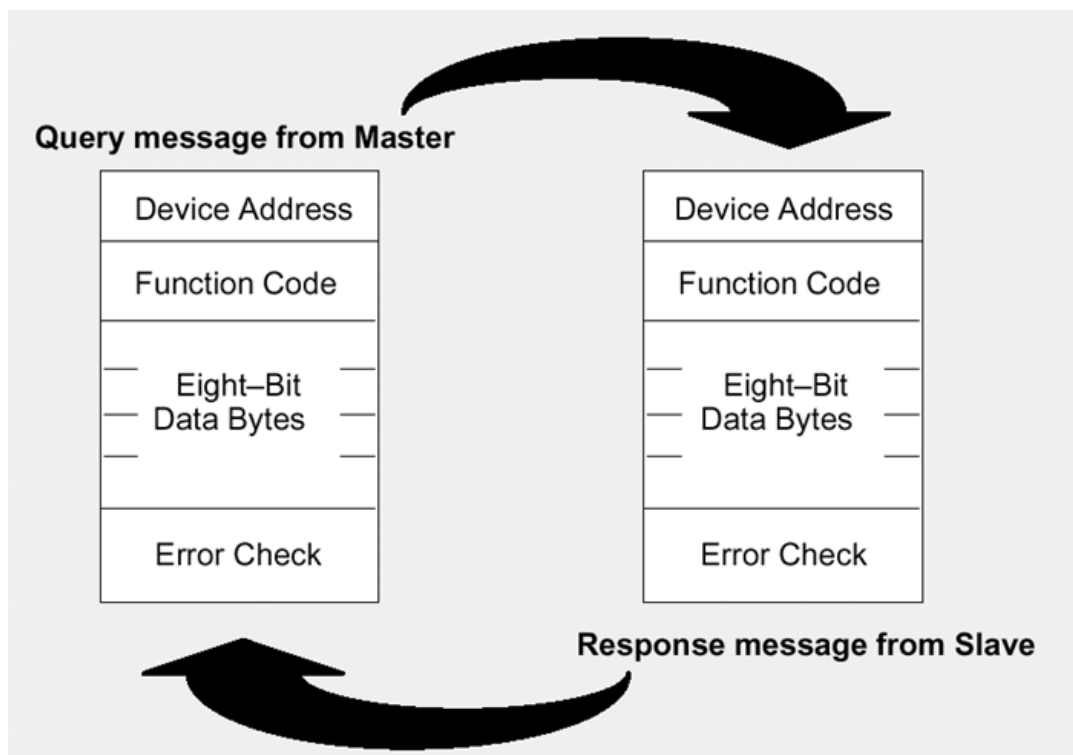 Query message from Master
Device Address
Function Code
Eight–Bit
Data Bytes
Error Check
Device Address
Function Code
Eight–Bit
Data Bytes
Error Check
Response message from Slave